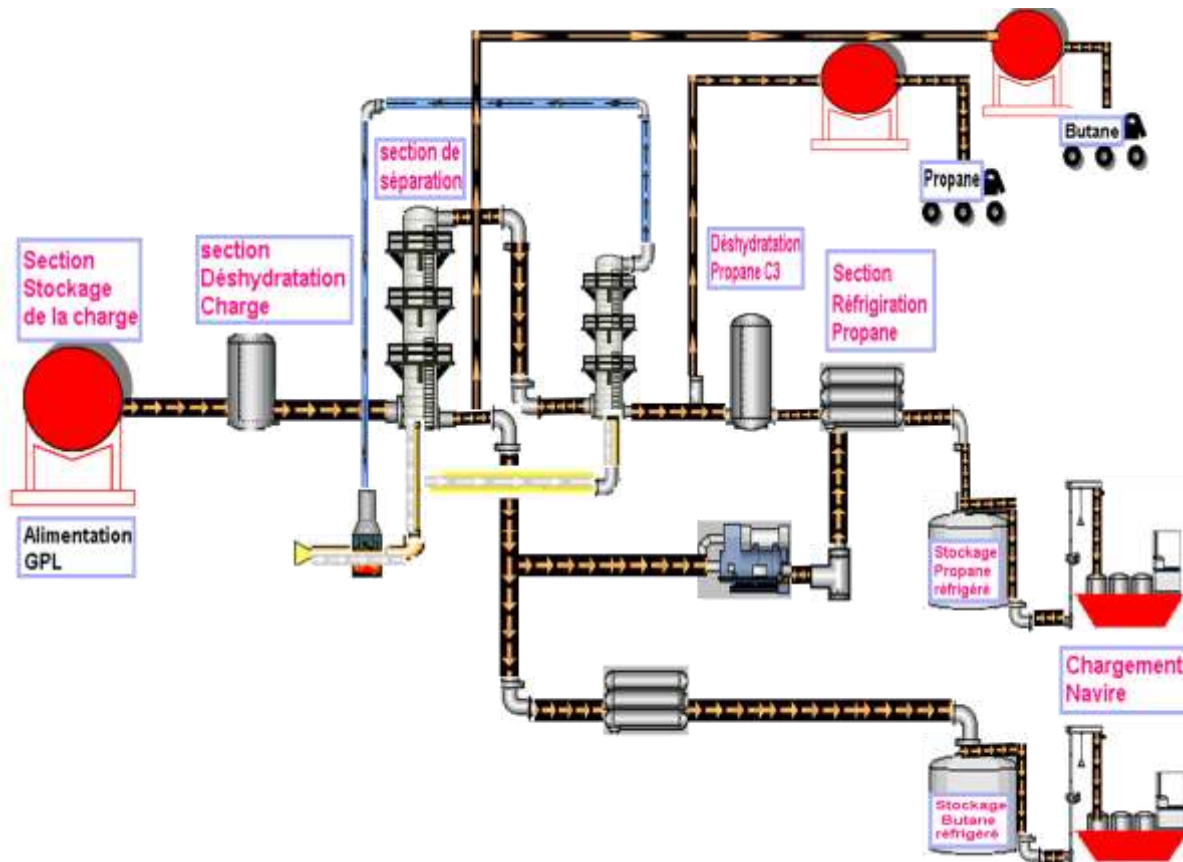 Butane
Propane
section de
séparation
Section
Stockage
de la charge
section
Déshydratation
Charge
Déshydratation
Propane C3
Section
Réfrigiration
Propane
Alimentation
GPL
Stockage
Propane
réfrigéré
Chargement
Navire
Stockage
Butane
réfrigéré